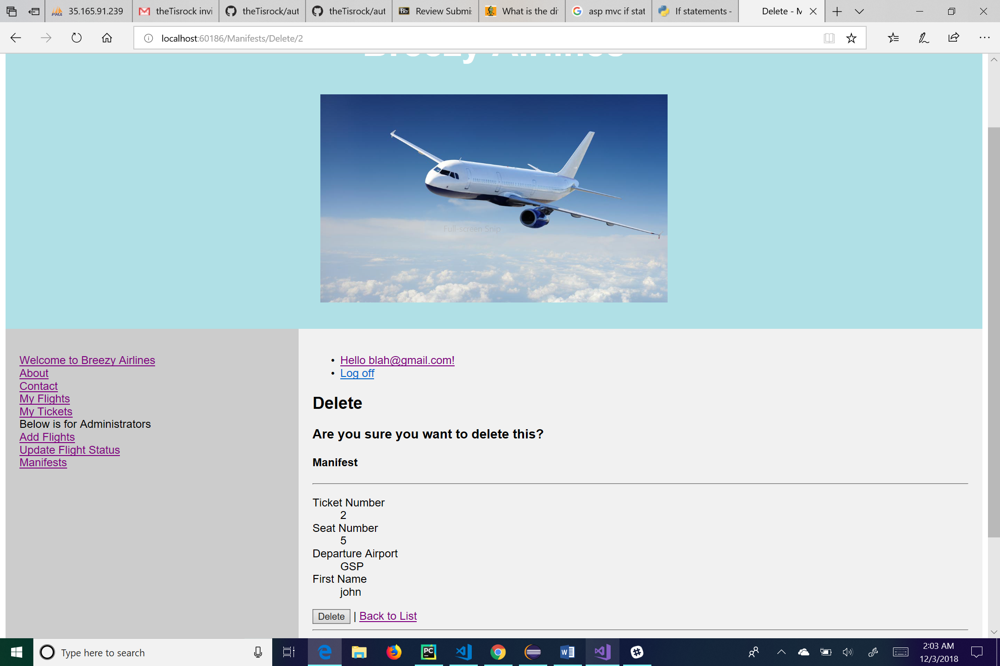 35.165.91.239
theTisrock invi
theTisrock/aut
theTisrock/aut
Bb
Review Submi
What is the di
asp mvc if stat
If statements -
Delete - M
localhost:60186/Manifests/Delete/2
Breezy Airlines
Full-screen Snip
Welcome to Breezy Airlines
About
Contact
My Flights
My Tickets
Below is for Administrators
Add Flights
Update Flight Status
Manifests
• Hello blah@gmail.com!
• Log off
Delete
Are you sure you want to delete this?
Manifest
Ticket Number
2
Seat Number
5
Departure Airport
GSP
First Name
john
Delete | Back to List
Type here to search
2:03 AM
12/3/2018